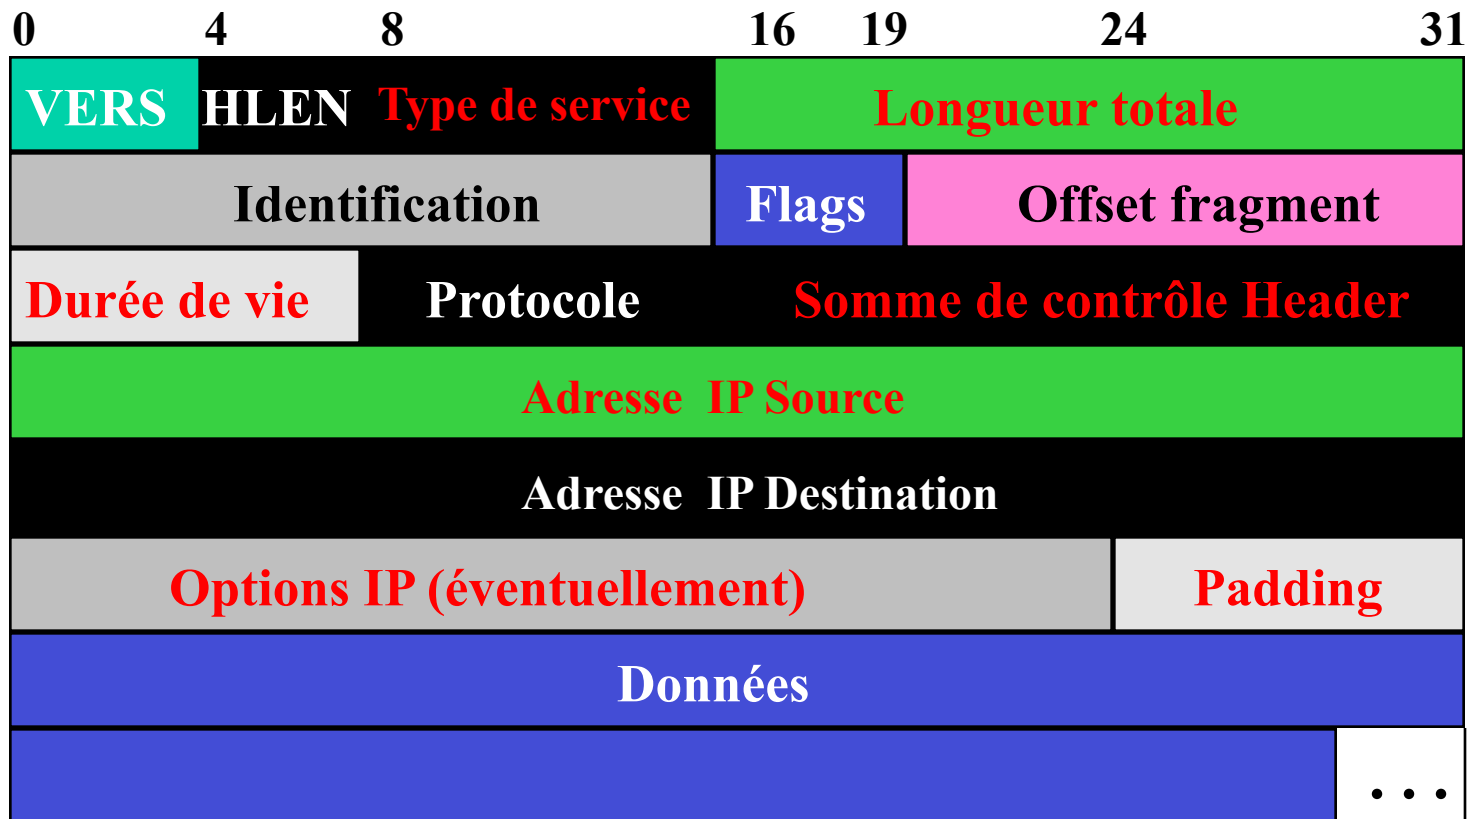 0 4 8 16 19 24 31
VERS HLEN Type de service Longueur totale
Identification Flags Offset fragment
Durée de vie Protocole Somme de contrôle Header
Adresse IP Source
Adresse IP Destination
Options IP (éventuellement) Padding
Données
. . .